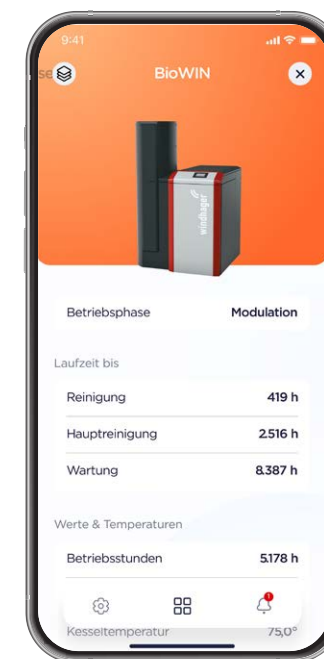 9:41
se
BioWIN
windhager
Betriebsphase Modulation
Laufzeit bis
Reinigung 419 h
Hauptreinigung 2.516 h
Wartung 8.387 h
Werte & Temperaturen
Betriebsstunden 5.178 h
1
Kesseltemperatur 75,0°